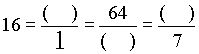 16 = ( )/1 = 64/( ) = ( )/7